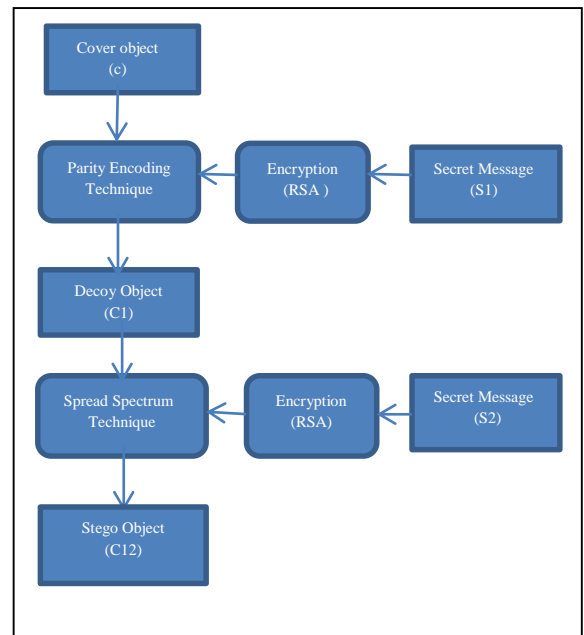 Cover object
(c)
Parity Encoding
Technique
Encryption
(RSA )
Secret Message
(S1)
Decoy Object
(C1)
Spread Spectrum
Technique
Encryption
(RSA)
Secret Message
(S2)
Stego Object
(C12)